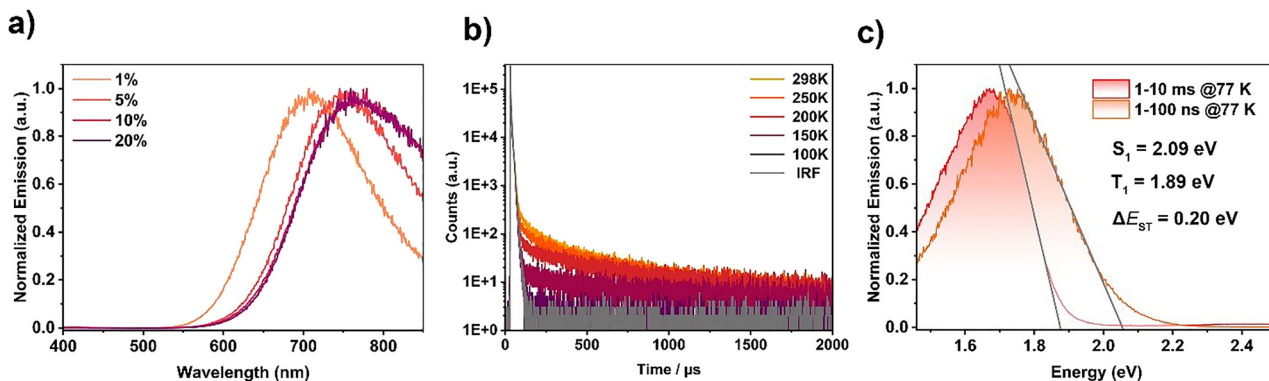 a)
Normalized Emission (a.u.)
1.0
0.8
0.6
0.4
0.2
0.0
1%
5%
10%
20%
400 500 600 700 800
Wavelength (nm)
b)
Counts (a.u.)
1E+5
1E+4
1E+3
1E+2
1E+1
1E+0
298K
250K
200K
150K
100K
IRF
0 500 1000 1500 2000
Time / µs
c)
Normalized Emission (a.u.)
1.0
0.8
0.6
0.4
0.2
0.0
1-10 ms @77 K
1-100 ns @77 K
S₁ = 2.09 eV
T₁ = 1.89 eV
ΔE_ST = 0.20 eV
1.6 1.8 2.0 2.2 2.4
Energy (eV)